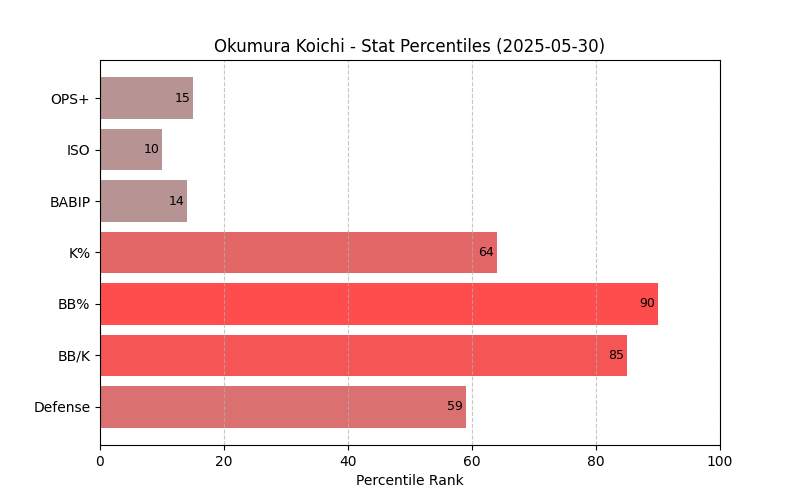 Okumura Koichi - Stat Percentiles (2025-05-30)
OPS+ 15
ISO 10
BABIP 14
K% 64
BB% 90
BB/K 85
Defense 59
0 20 40 60 80 100
Percentile Rank